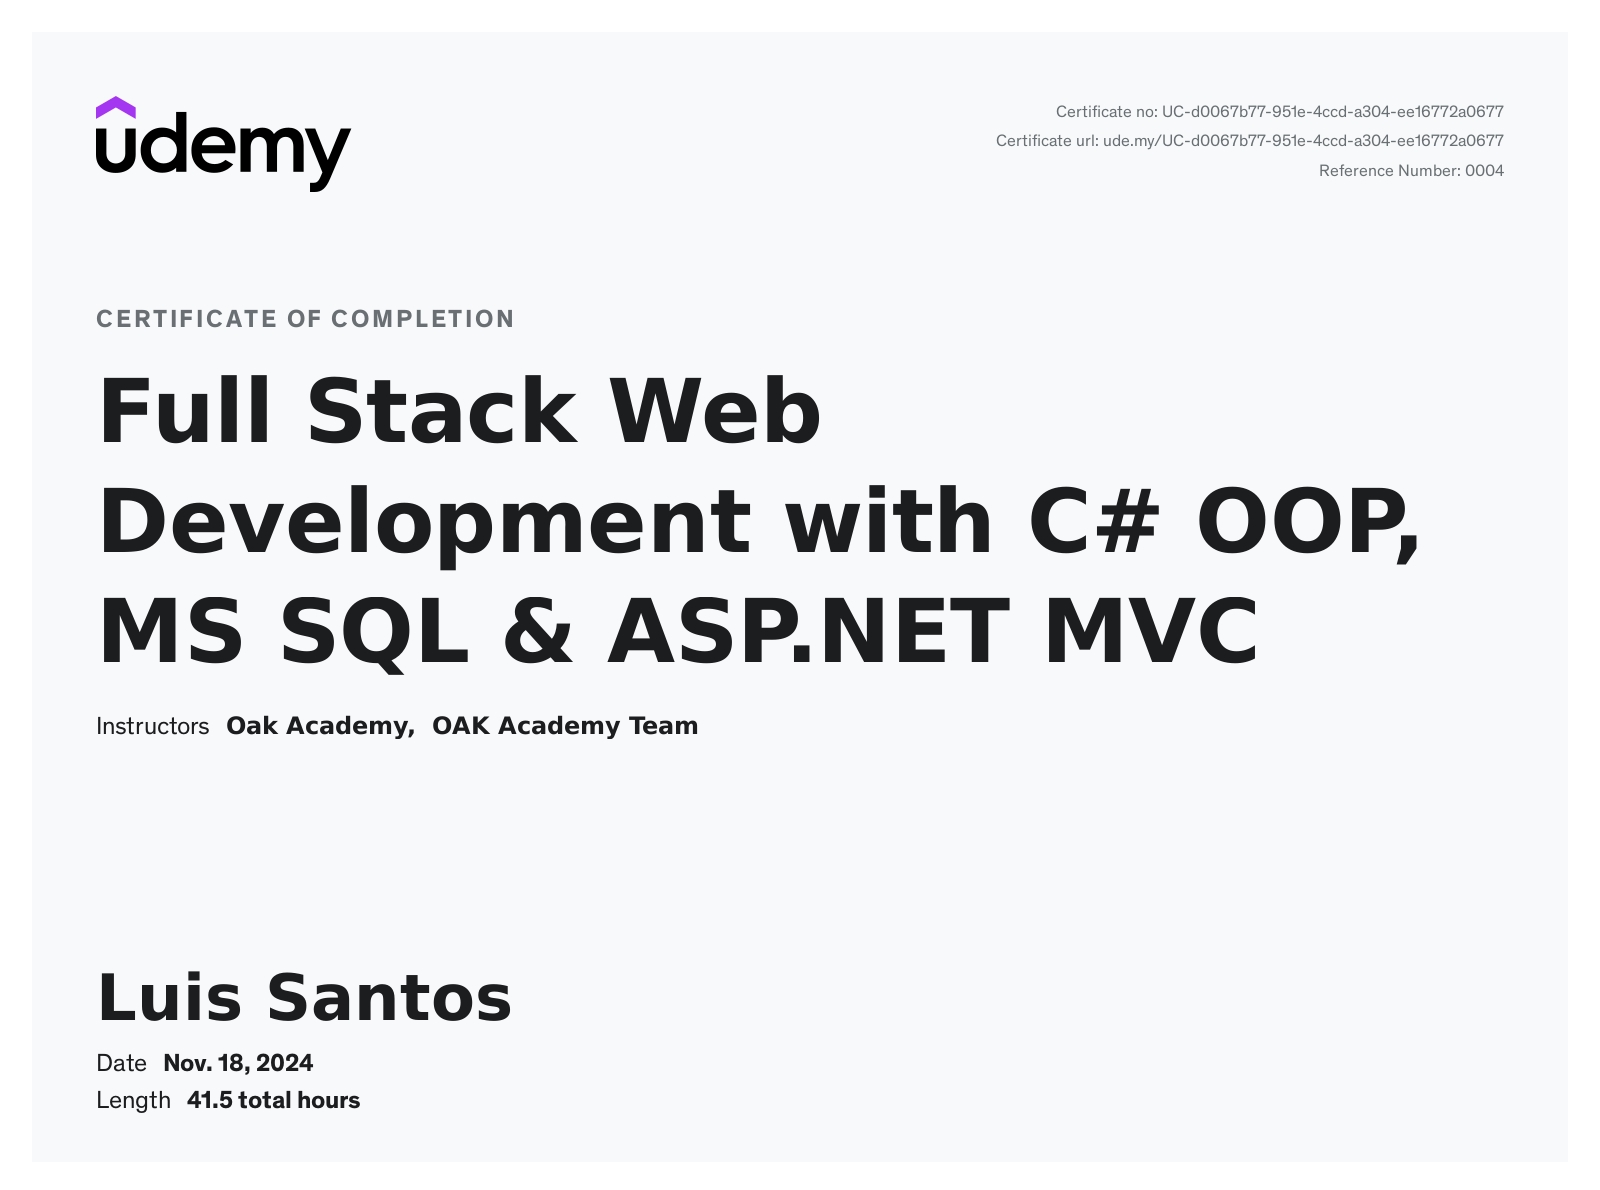 udemy
Certificate no: UC-d0067b77-951e-4ccd-a304-ee16772a0677
Certificate url: ude.my/UC-d0067b77-951e-4ccd-a304-ee16772a0677
Reference Number: 0004
CERTIFICATE OF COMPLETION
Full Stack Web
Development with C# OOP,
MS SQL & ASP.NET MVC
Instructors Oak Academy, OAK Academy Team
Luis Santos
Date Nov. 18, 2024
Length 41.5 total hours